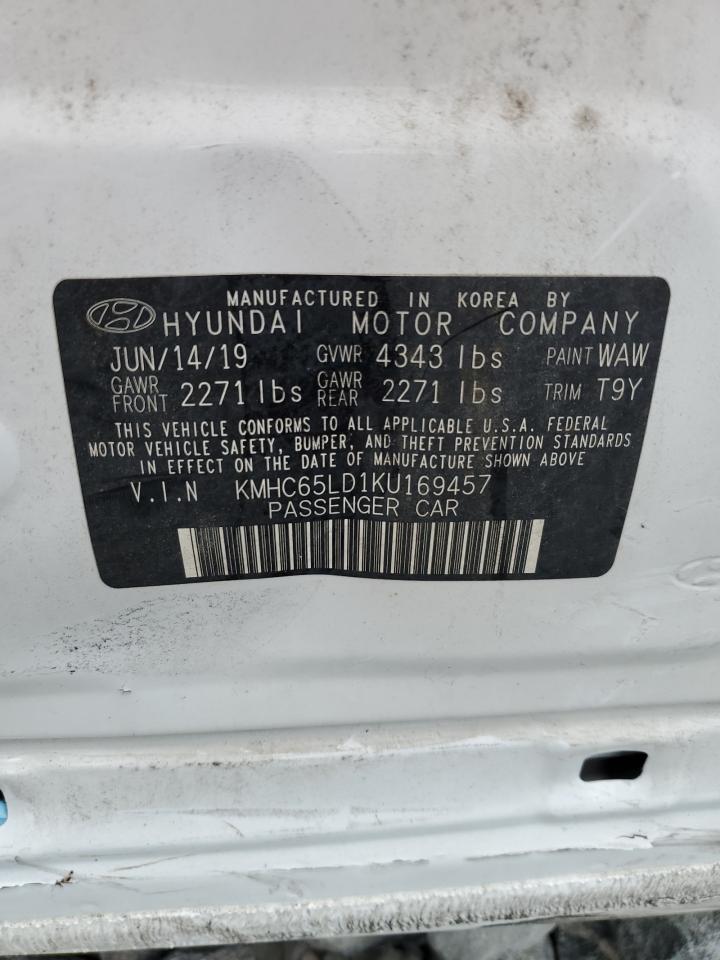 MANUFACTURED IN KOREA BY
HYUNDAI MOTOR COMPANY
JUN/14/19 GVWR 4343 lbs PAINT WAW
GAWR FRONT 2271 lbs GAWR REAR 2271 lbs TRIM T9Y
THIS VEHICLE CONFORMS TO ALL APPLICABLE U.S.A. FEDERAL
MOTOR VEHICLE SAFETY, BUMPER, AND THEFT PREVENTION STANDARDS
IN EFFECT ON THE DATE OF MANUFACTURE SHOWN ABOVE
V.I.N KMHC65LD1KU169457
PASSENGER CAR